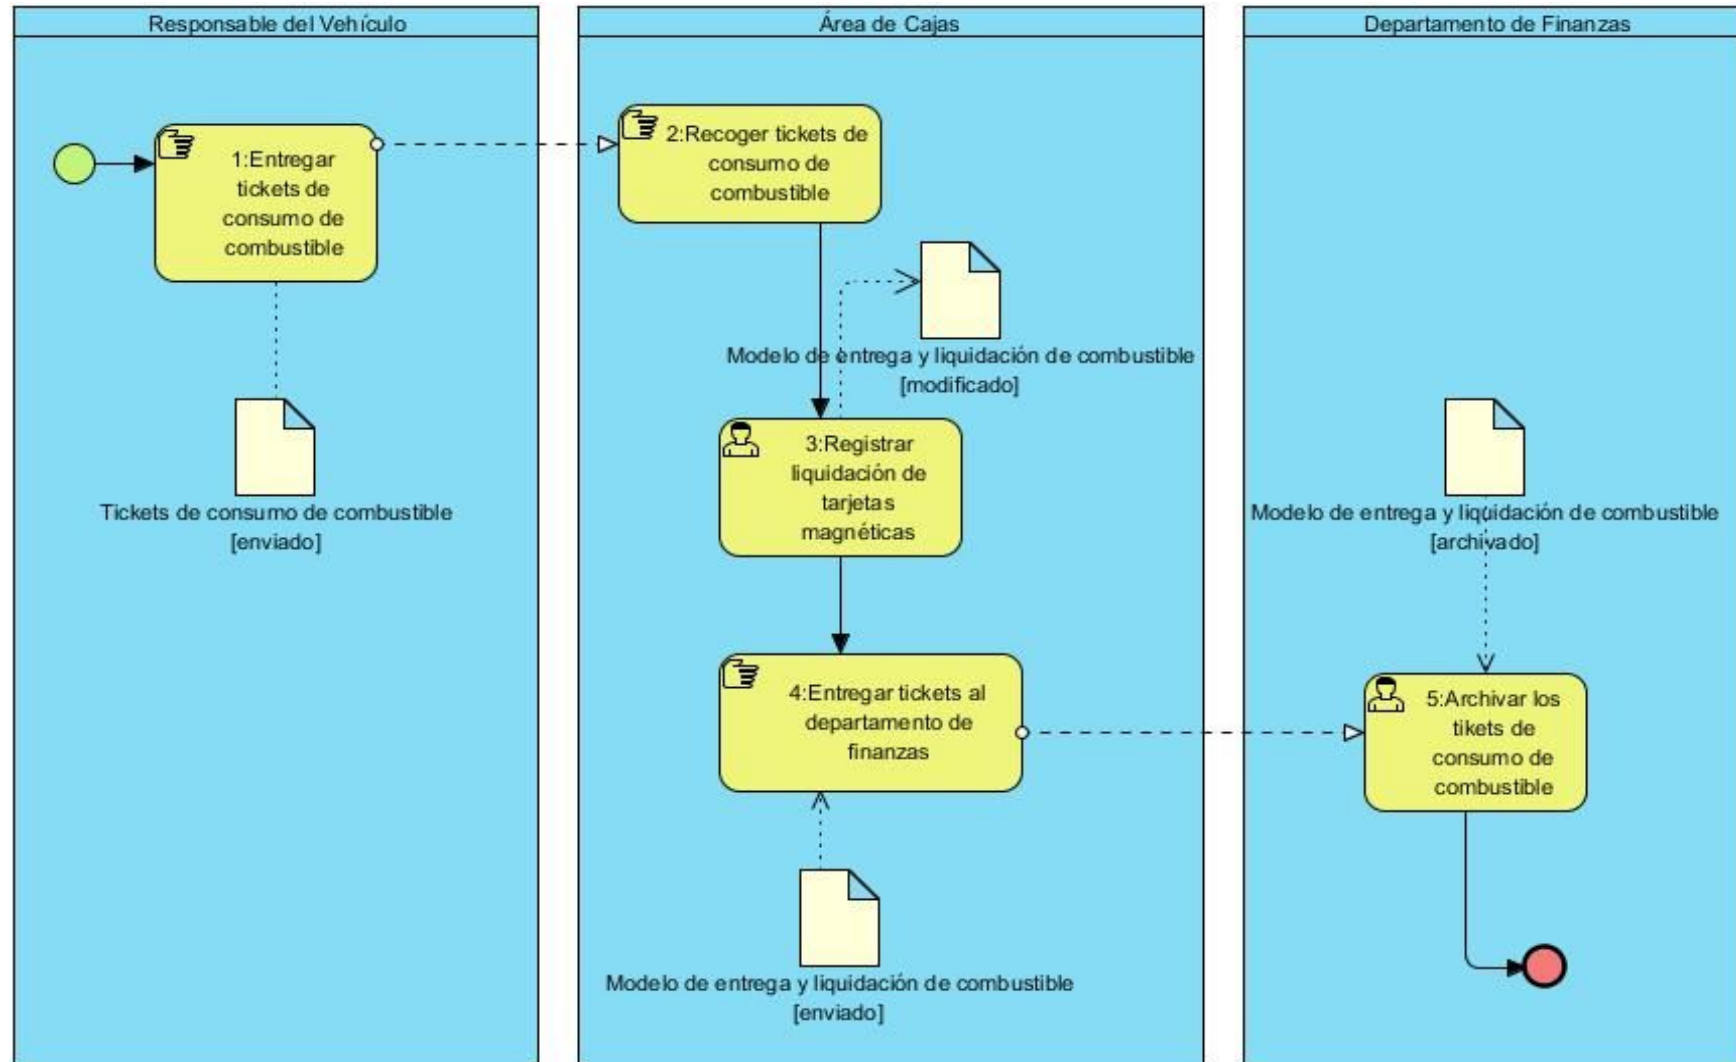 Responsable del Vehículo
Área de Cajas
Departamento de Finanzas
1:Entregar
tickets de
consumo de
combustible
Tickets de consumo de combustible
[enviado]
2:Recoger tickets de
consumo de
combustible
Modelo de entrega y liquidación de combustible
[modificado]
3:Registrar
liquidación de
tarjetas
magnéticas
4:Entregar tickets al
departamento de
finanzas
Modelo de entrega y liquidación de combustible
[enviado]
Modelo de entrega y liquidación de combustible
[archivado]
5:Archivar los
tikets de
consumo de
combustible